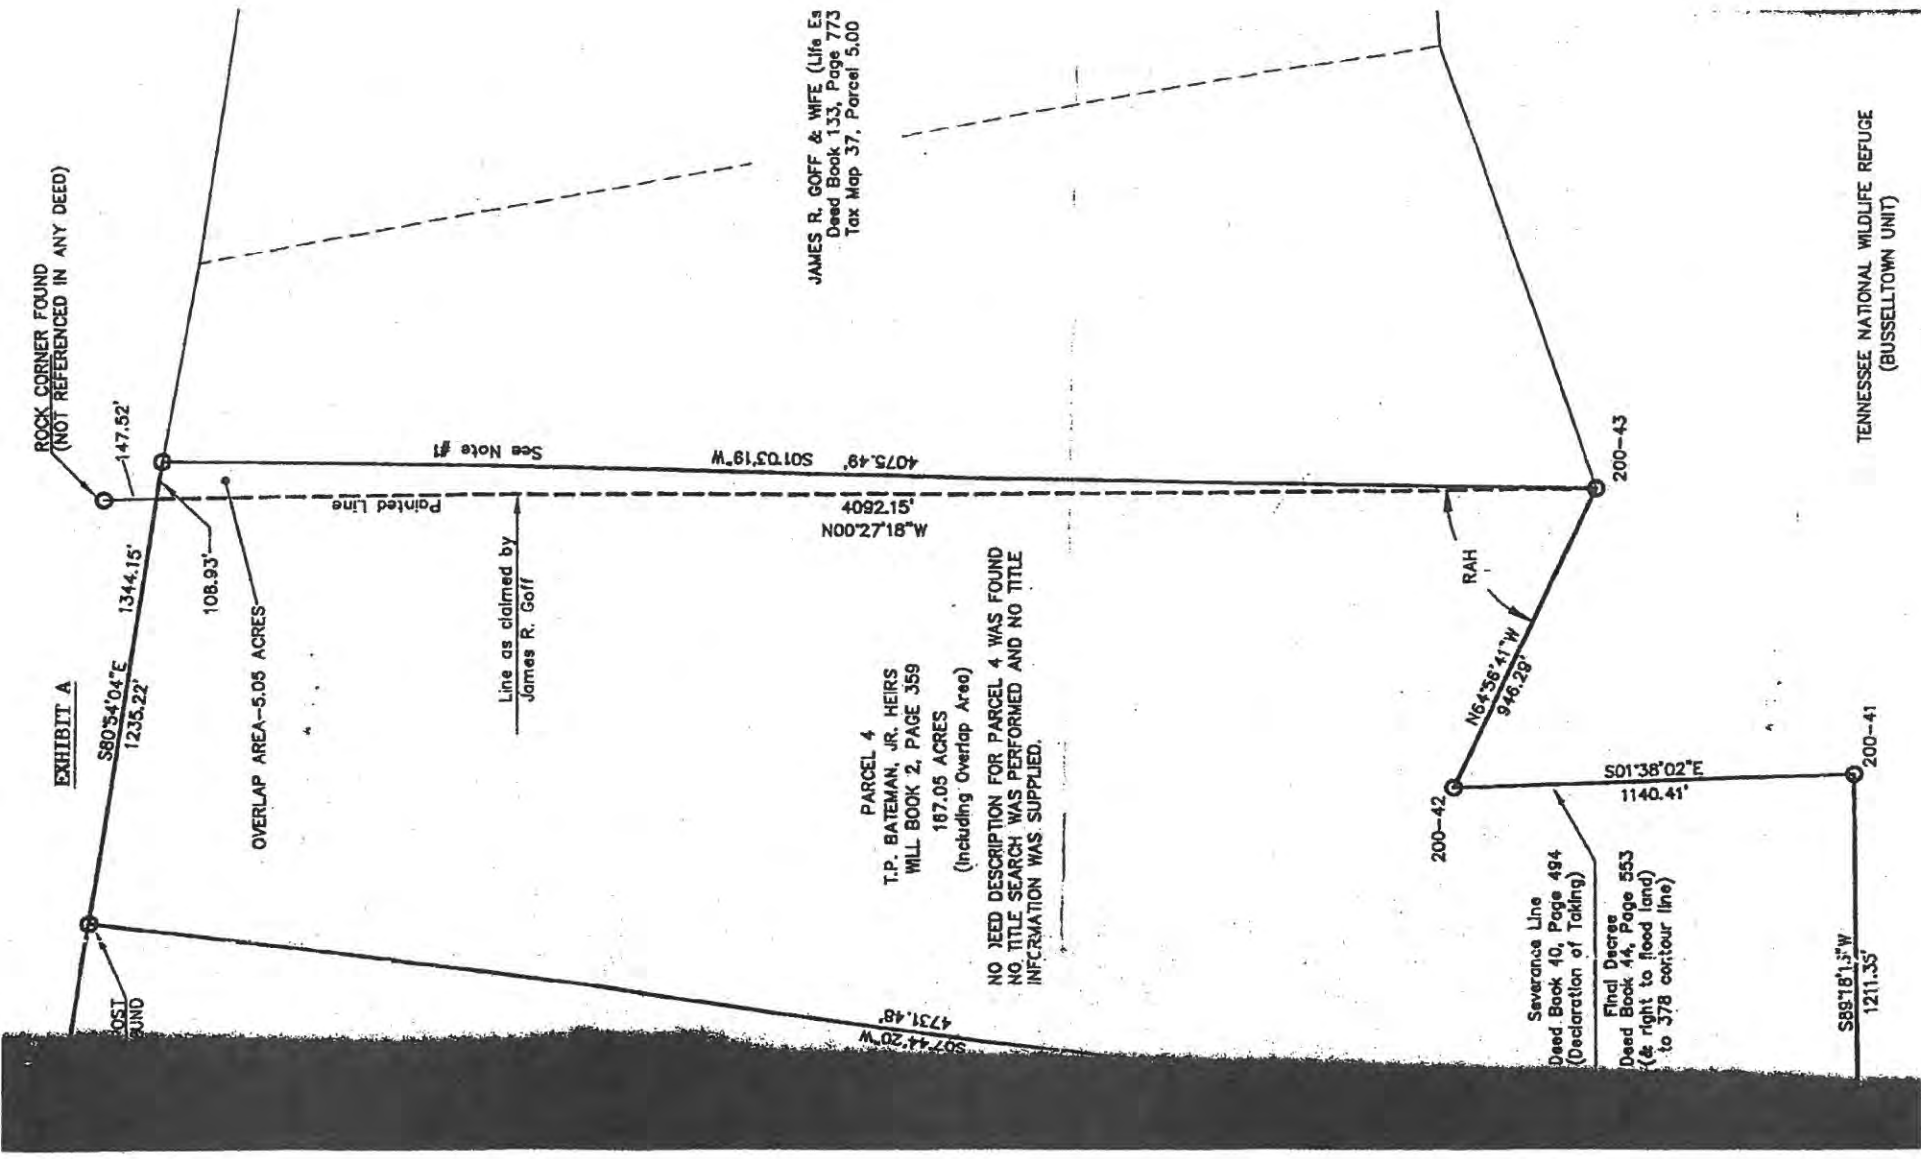 EXHIBIT A
ROCK CORNER FOUND
(NOT REFERENCED IN ANY DEED)
147.52'
S80°54'04"E
1344.15'
1235.22'
108.93'
OVERLAP AREA-5.05 ACRES
OST
UND
Painted Line
See Note #1
Line as claimed by
James R. Goff
S01°03'19"W
4075.49'
4092.15'
N00°27'18"W
JAMES R. GOFF & WIFE (Life Es
Deed Book 133, Page 773
Tax Map 37, Parcel 5.00
PARCEL 4
T.P. BATEMAN, JR. HEIRS
WILL BOOK 2, PAGE 359
167.05 ACRES
(Including Overlap Area)
NO DEED DESCRIPTION FOR PARCEL 4 WAS FOUND
NO TITLE SEARCH WAS PERFORMED AND NO TITLE
INFORMATION WAS SUPPLIED.
4731.48'
S07°44'20"W
RAH
N64°56'41"W
946.29'
200-43
200-42
S01°38'02"E
1140.41'
200-41
Severance Line
Deed Book 40, Page 494
(Declaration of Taking)
Final Decree
Deed Book 44, Page 553
(& right to flood land)
to 378 contour line)
S89°18'13"W
1211.35'
TENNESSEE NATIONAL WILDLIFE REFUGE
(BUSSELLTOWN UNIT)